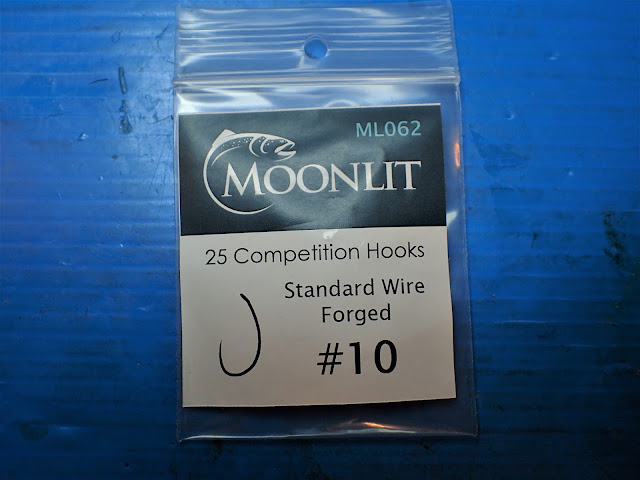 ML062
MOONLIT
25 Competition Hooks
Standard Wire
Forged
#10